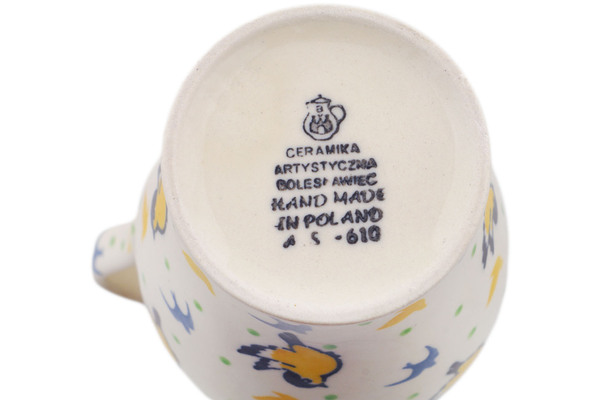 B
CERAMIKA
ARTYSTYCZNA
BOLESŁAWIEC
HAND MADE
IN POLAND
A S -610